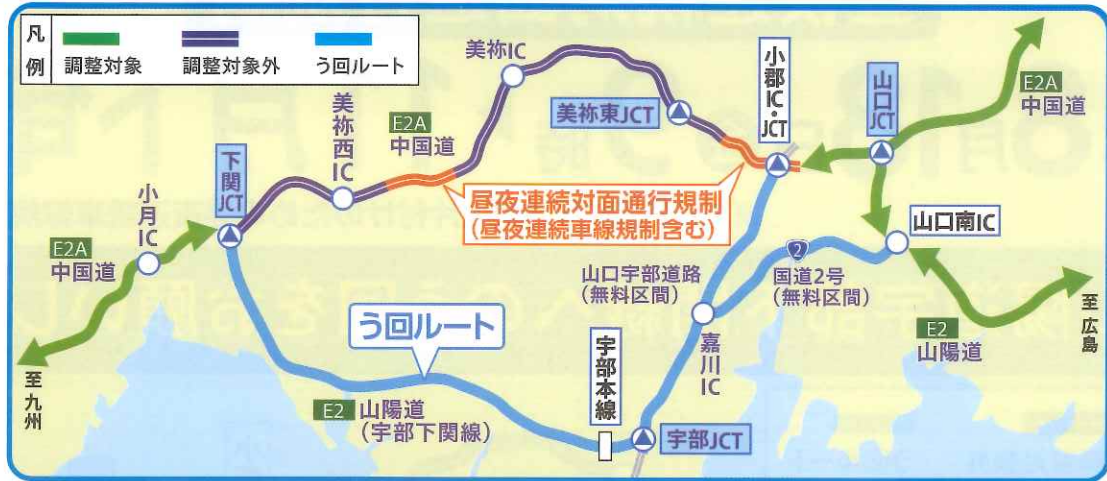 凡例
調整対象
調整対象外
う回ルート
美祢IC
小郡IC・JCT
山口JCT
E2A
中国道
美祢西IC
E2A
中国道
美祢東JCT
下関JCT
小月IC
昼夜連続対面通行規制
(昼夜連続車線規制含む)
山口南IC
E2A
中国道
2
山口宇部道路
(無料区間)
国道2号
(無料区間)
う回ルート
宇部本線
嘉川IC
E2
山陽道
至広島
至九州
E2
山陽道
(宇部下関線)
宇部JCT